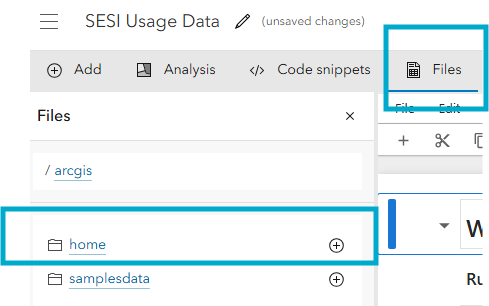 SESI Usage Data (unsaved changes)
Add Analysis </> Code snippets Files
Files
File Edit
/ arcgis
home
samplesdata
W
Ru